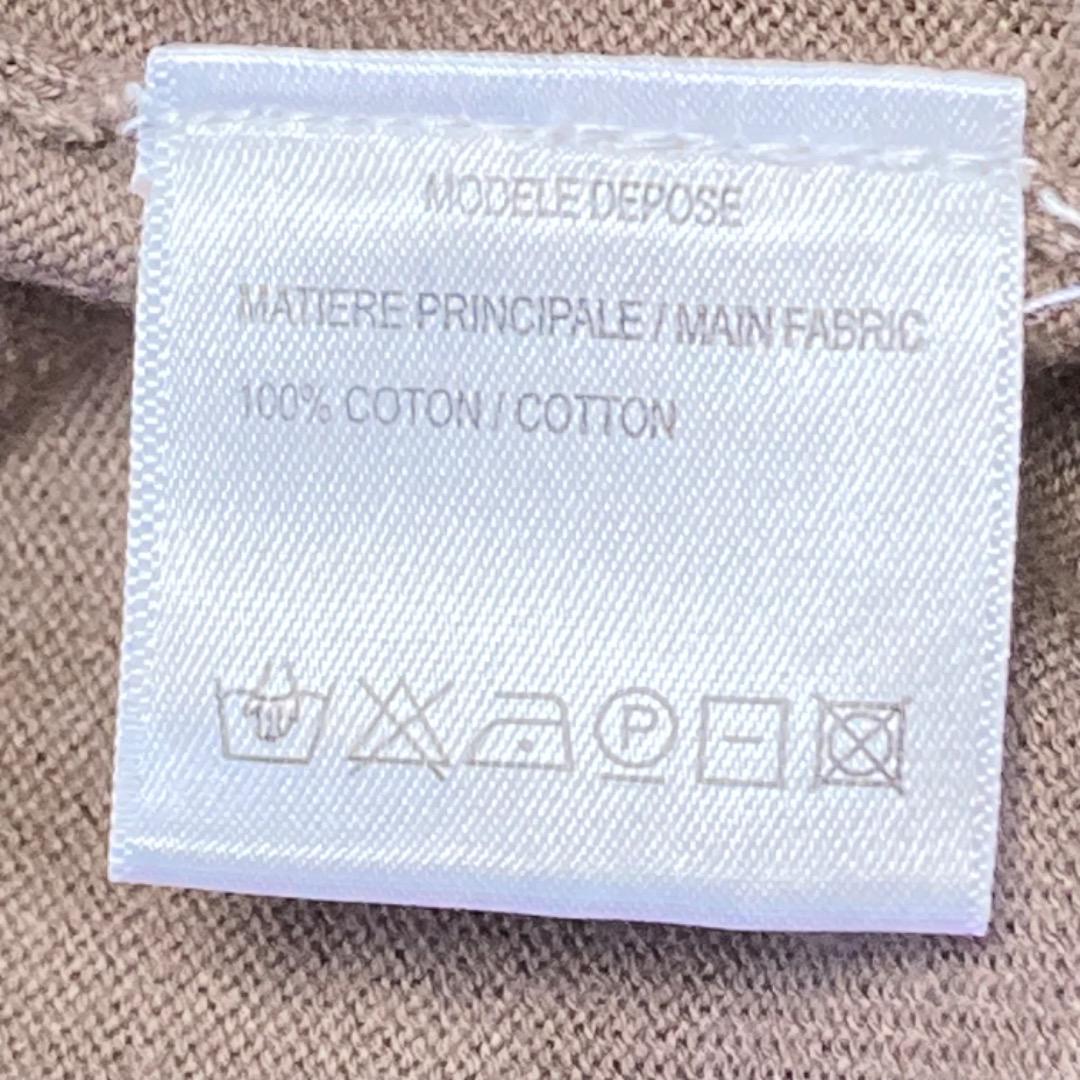 MODELE DEPOSE
MATIERE PRINCIPALE / MAIN FABRIC
100% COTON / COTTON
P